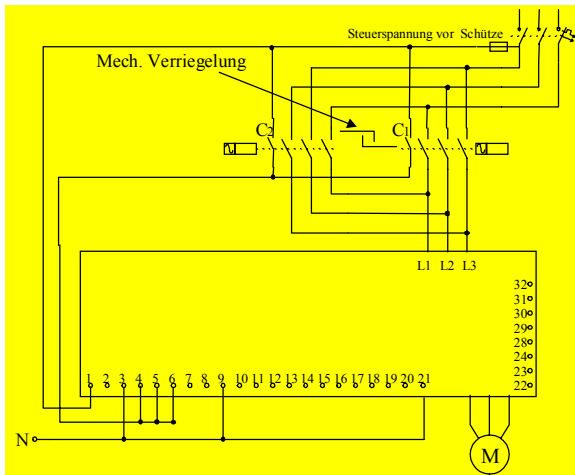 Steuerspannung vor Schütze
Mech. Verriegelung
C2 C1
L1 L2 L3
32
31
30
29
28
24
23
22
1 2 3 4 5 6 7 8 9 10 11 12 13 14 15 16 17 18 19 20 21
N
M